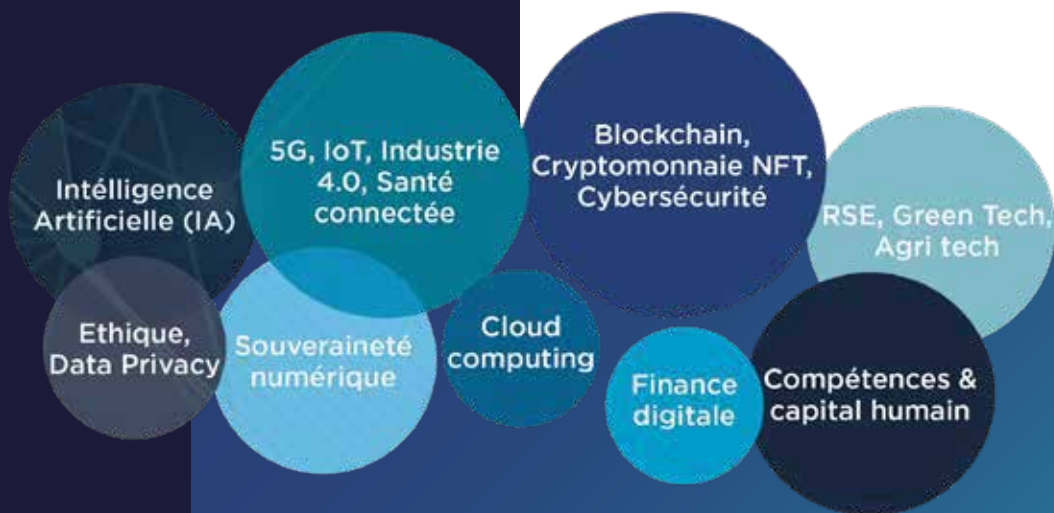 Intélligence
Artificielle (IA)
5G, IoT, Industrie
4.0, Santé
connectée
Blockchain,
Cryptomonnaie NFT,
Cybersécurité
RSE, Green Tech,
Agri tech
Ethique,
Data Privacy
Souveraineté
numérique
Cloud
computing
Finance
digitale
Compétences &
capital humain